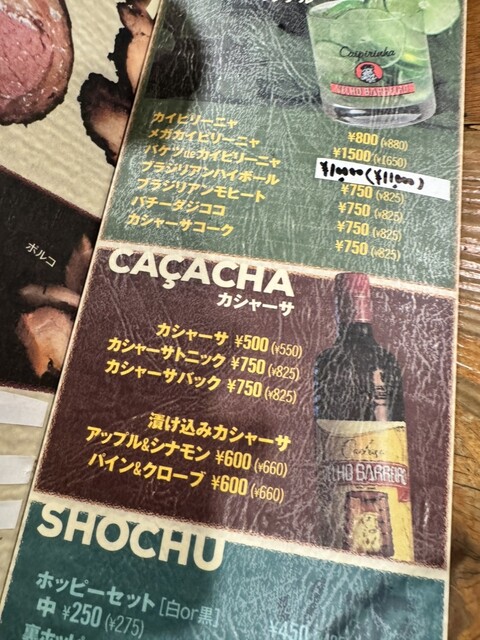 Caipirinha
VELHO BARREIRO
カイピリーニャ ¥800(¥880)
メガカイピリーニャ ¥1500(¥1650)
バケツdeカイピリーニャ
ブラジリアンハイボール ¥750(¥825)
ブラジリアンモヒート ¥750(¥825)
バチーダジココ ¥750(¥825)
カシャーサコーク ¥750(¥825)
ポルコ
CAÇACHA
カシャーサ
カシャーサ ¥500(¥550)
カシャーサトニック ¥750(¥825)
カシャーサバック ¥750(¥825)
漬け込みカシャーサ
アップル&シナモン ¥600(¥660)
パイン&クローブ ¥600(¥660)
SHOCHU
ホッピーセット[白or黒] ¥450
中 ¥250(¥275)